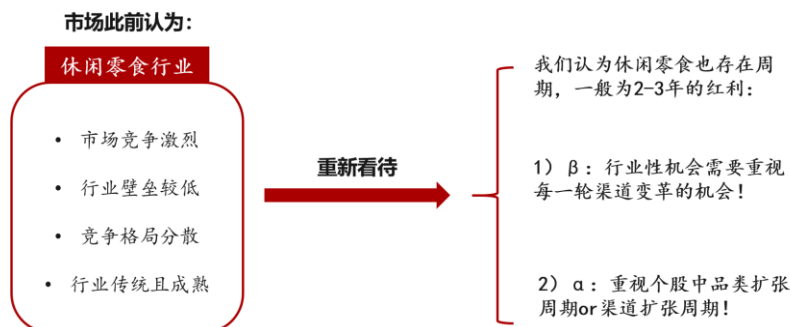 市场此前认为:
休闲零食行业
• 市场竞争激烈
• 行业壁垒较低
• 竞争格局分散
• 行业传统且成熟
重新看待
我们认为休闲零食也存在周
期，一般为2-3年的红利：
1）β：行业性机会需要重视
每一轮渠道变革的机会！
2）α：重视个股中品类扩张
周期or渠道扩张周期！